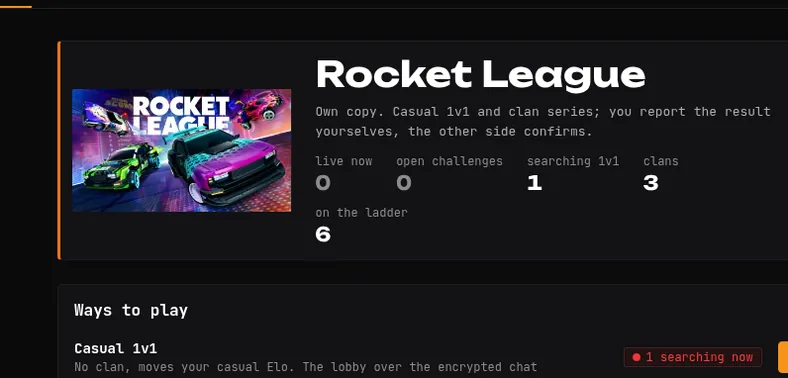 Rocket League
ROCKET
LEAGUE
Own copy. Casual 1v1 and clan series; you report the result
yourselves, the other side confirms.
live now open challenges searching 1v1 clans
0 0 1 3
on the ladder
6
Ways to play
Casual 1v1
1 searching now
No clan, moves your casual Elo. The lobby over the encrypted chat